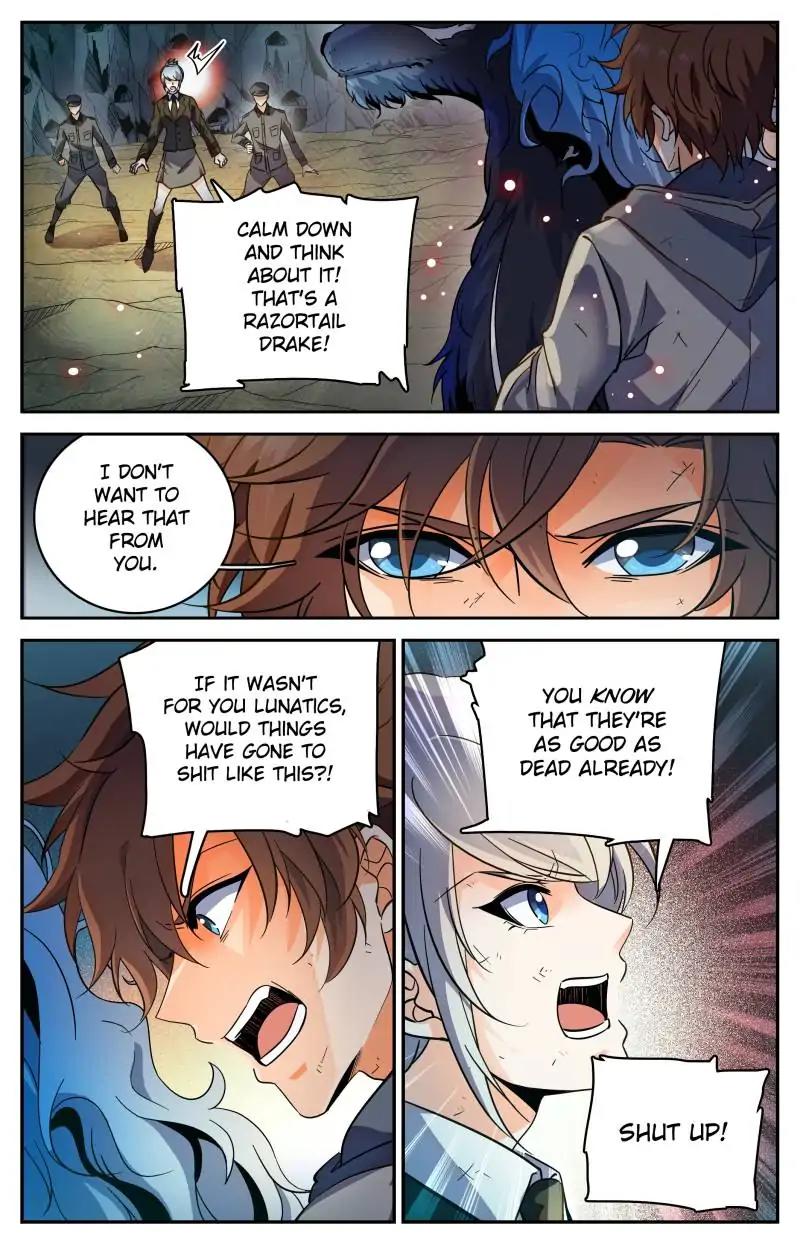 CALM DOWN
AND THINK
ABOUT IT!
THAT'S A
RAZORTAIL
DRAKE!
I DON'T
WANT TO
HEAR THAT
FROM
YOU.
IF IT WASN'T
FOR YOU LUNATICS,
WOULD THINGS
HAVE GONE TO
SHIT LIKE THIS?!
YOU KNOW
THAT THEY'RE
AS GOOD AS
DEAD ALREADY!
SHUT UP!